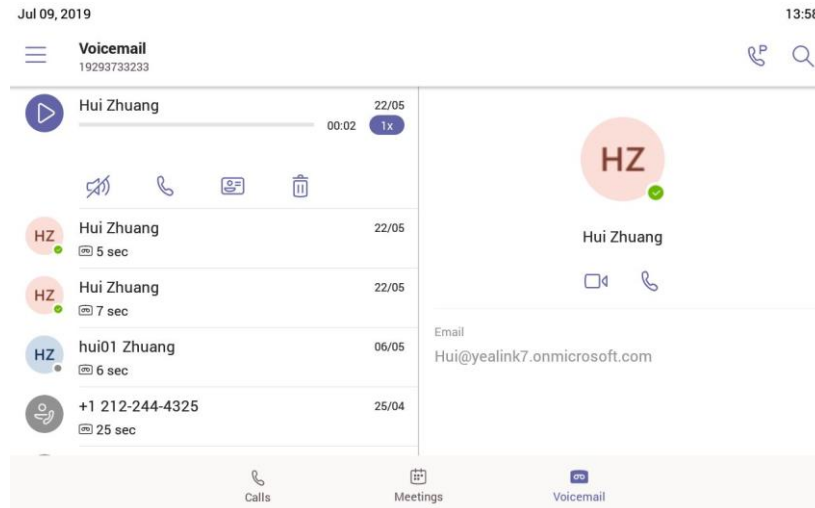 Jul 09, 2019
13:58
Voicemail
19293733233
P
Hui Zhuang
22/05
00:02
1x
HZ
Hui Zhuang
22/05
5 sec
HZ
Hui Zhuang
22/05
7 sec
HZ
hui01 Zhuang
06/05
6 sec
+1 212-244-4325
25/04
25 sec
HZ
Hui Zhuang
Email
Hui@yealink7.onmicrosoft.com
Calls
Meetings
Voicemail